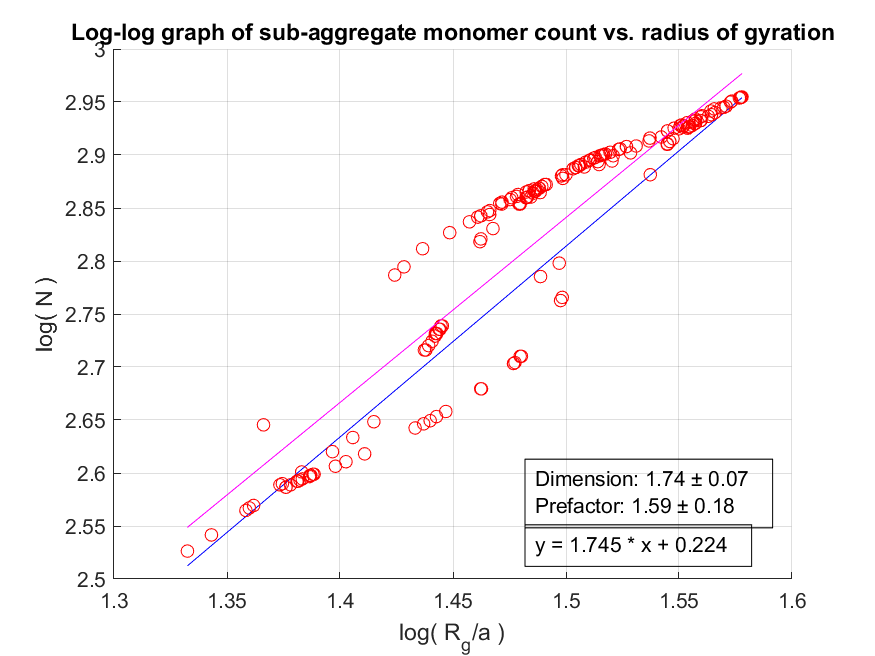 Log-log graph of sub-aggregate monomer count vs. radius of gyration
3
2.95
2.9
2.85
2.8
2.75
2.7
2.65
2.6
2.55
2.5
log( N )
Dimension: 1.74 ± 0.07
Prefactor: 1.59 ± 0.18
y = 1.745 * x + 0.224
1.3 1.35 1.4 1.45 1.5 1.55 1.6
log( R_g/a )